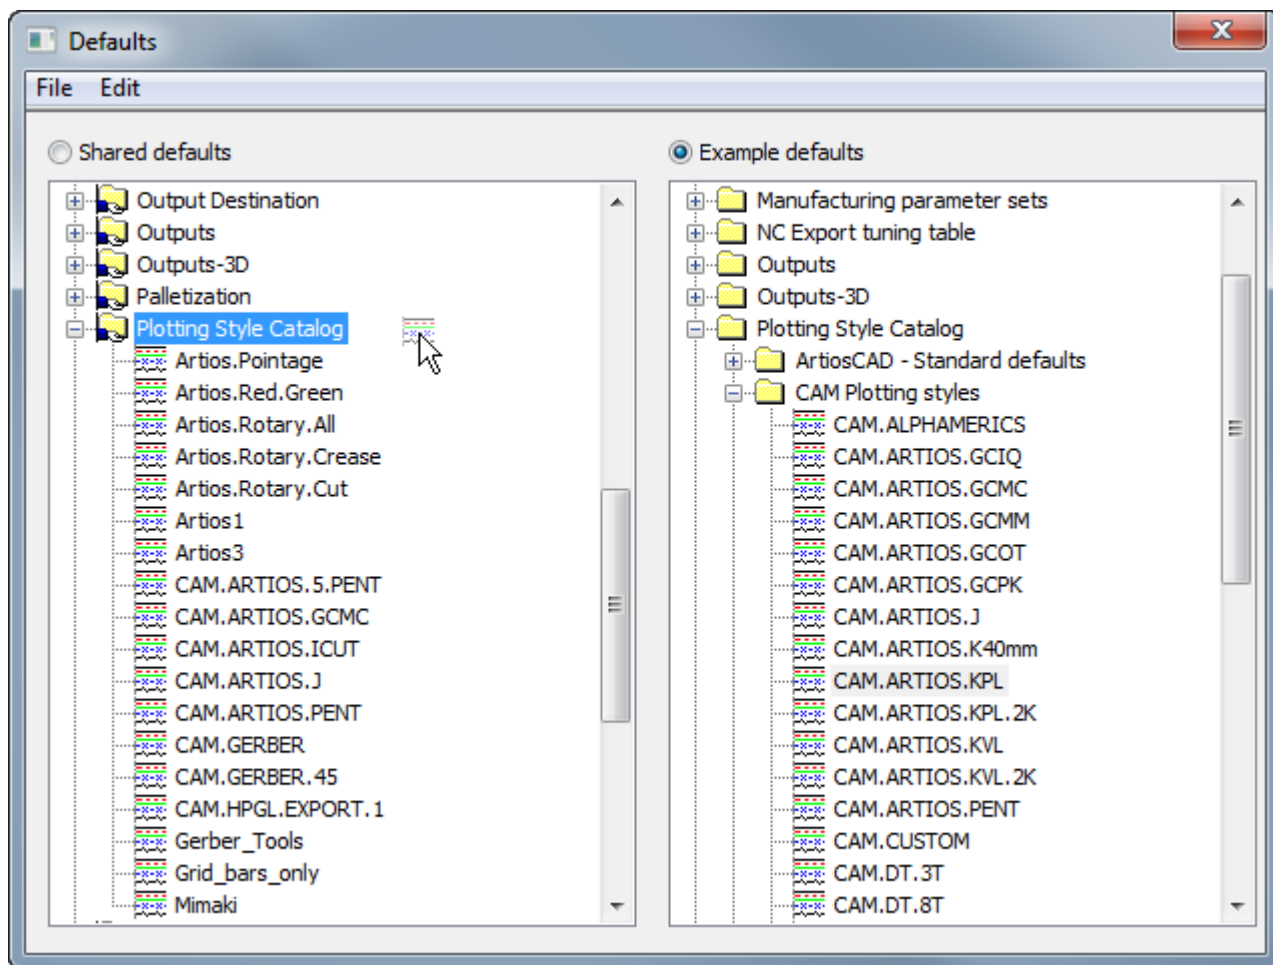 Defaults
File Edit
Shared defaults
Output Destination
Outputs
Outputs-3D
Palletization
Plotting Style Catalog
Artios.Pointage
Artios.Red.Green
Artios.Rotary.All
Artios.Rotary.Crease
Artios.Rotary.Cut
Artios1
Artios3
CAM.ARTIOS.5.PENT
CAM.ARTIOS.GCMC
CAM.ARTIOS.ICUT
CAM.ARTIOS.J
CAM.ARTIOS.PENT
CAM.GERBER
CAM.GERBER.45
CAM.HPGL.EXPORT.1
Gerber_Tools
Grid_bars_only
Mimaki
Example defaults
Manufacturing parameter sets
NC Export tuning table
Outputs
Outputs-3D
Plotting Style Catalog
ArtiosCAD - Standard defaults
CAM Plotting styles
CAM.ALPHAMERICS
CAM.ARTIOS.GCIQ
CAM.ARTIOS.GCMC
CAM.ARTIOS.GCMM
CAM.ARTIOS.GCOT
CAM.ARTIOS.GCPK
CAM.ARTIOS.J
CAM.ARTIOS.K40mm
CAM.ARTIOS.KPL
CAM.ARTIOS.KPL.2K
CAM.ARTIOS.KVL
CAM.ARTIOS.KVL.2K
CAM.ARTIOS.PENT
CAM.CUSTOM
CAM.DT.3T
CAM.DT.8T